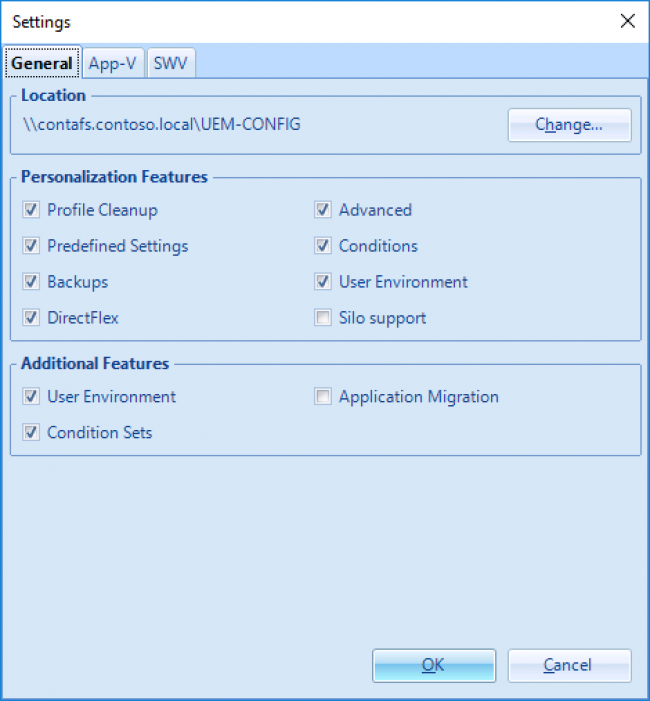 Settings
General App-V SWV
Location
\\contafs.contoso.local\UEM-CONFIG Change...
Personalization Features
Profile Cleanup Advanced
Predefined Settings Conditions
Backups User Environment
DirectFlex Silo support
Additional Features
User Environment Application Migration
Condition Sets
OK Cancel